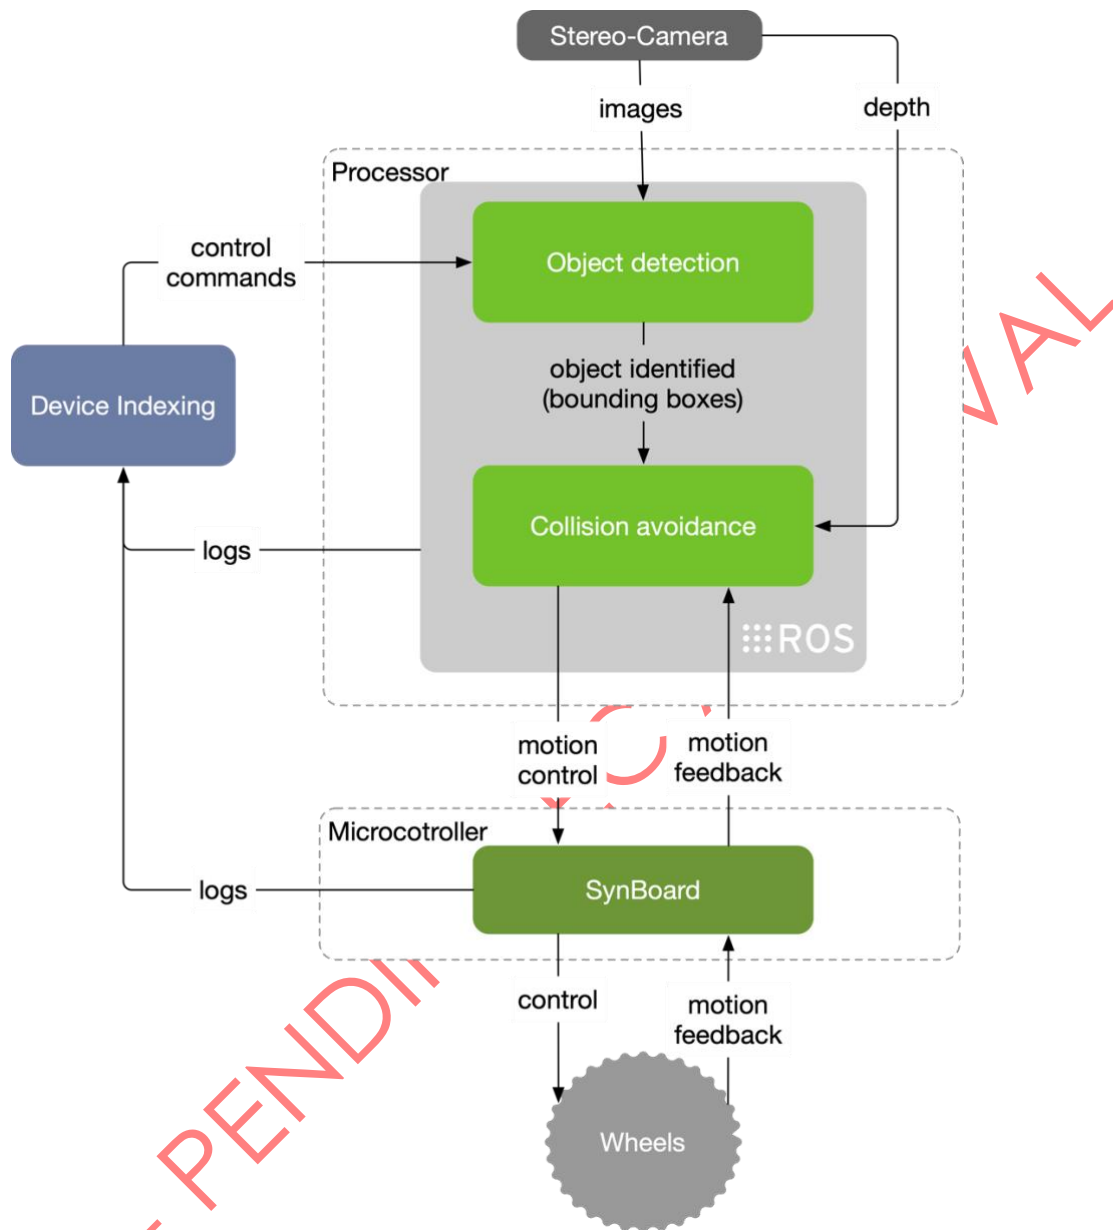 Stereo-Camera
images
depth
Processor
control
commands
Object detection
object identified
(bounding boxes)
Device Indexing
Collision avoidance
logs
ROS
motion
control
motion
feedback
Microcotroller
SynBoard
logs
control
motion
feedback
Wheels